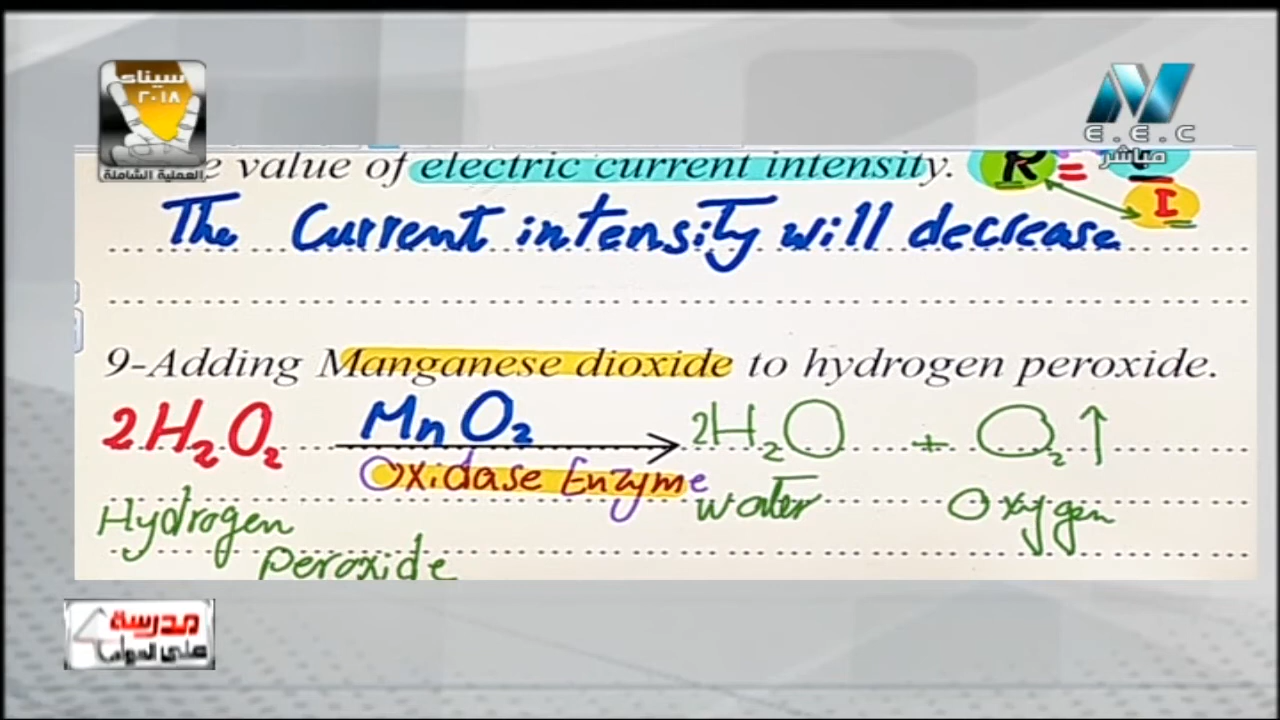 سيناء
٢٠١٨
العملية الشاملة
E.E.C
مباشر
e value of electric current intensity.
R = I
The Current intensity will decrease
9-Adding Manganese dioxide to hydrogen peroxide.
2H₂O₂ MnO₂ 2H₂O + O₂↑
Oxidase Enzyme
Hydrogen peroxide water Oxygen
مدرسة
على الهواء